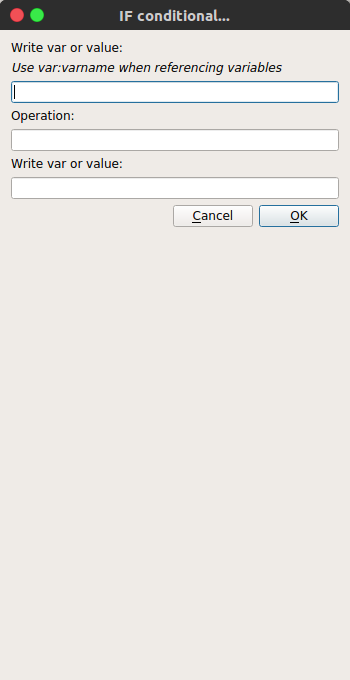 IF conditional...
Write var or value:
Use var:varname when referencing variables
Operation:
Write var or value:
Cancel OK